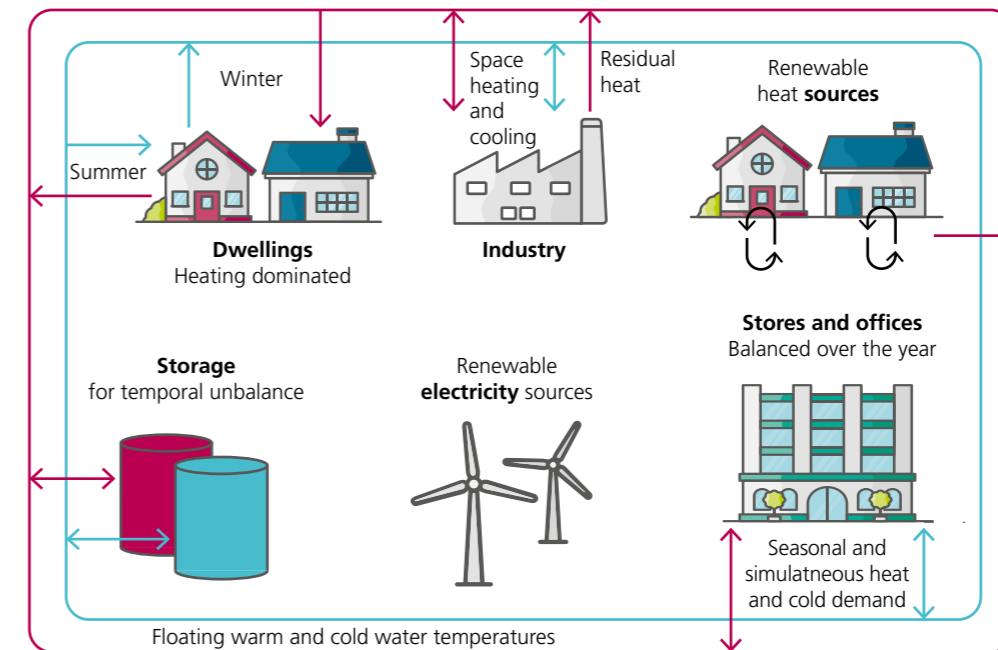 Winter
Summer
Dwellings
Heating dominated
Space
heating
and
cooling
Residual
heat
Industry
Renewable
heat sources
Storage
for temporal unbalance
Renewable
electricity sources
Stores and offices
Balanced over the year
Seasonal and
simulatneous heat
and cold demand
Floating warm and cold water temperatures